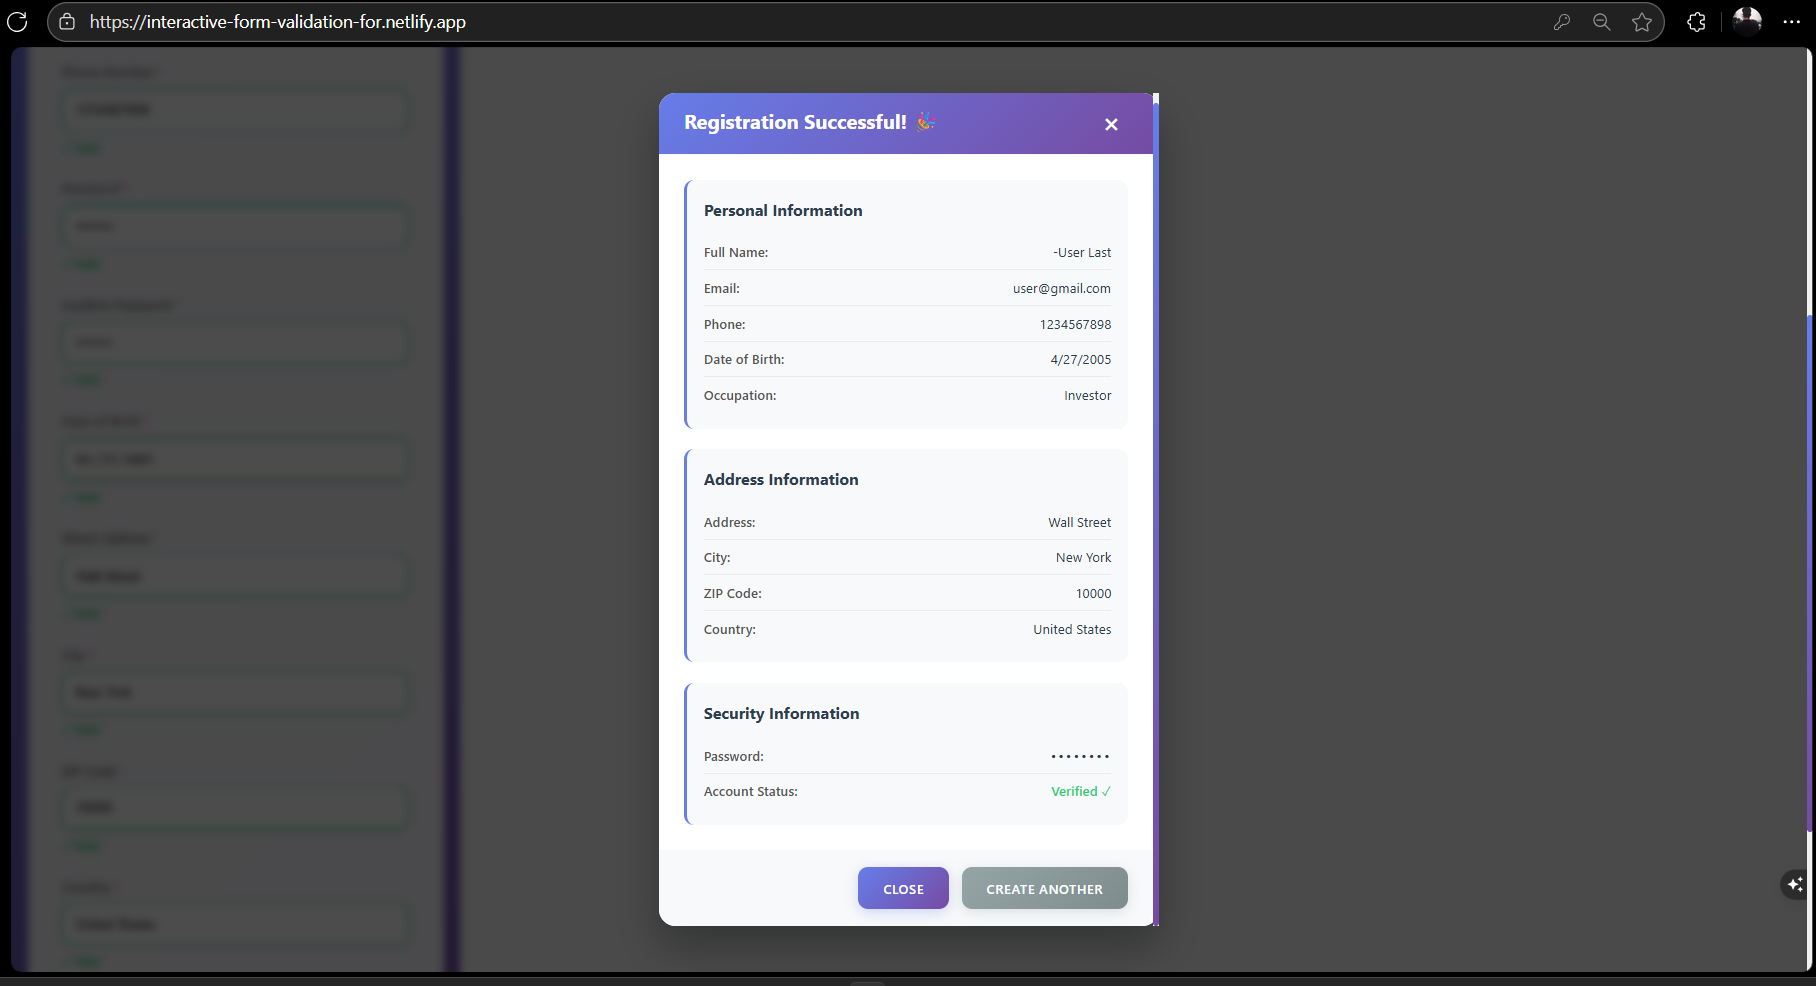 https://interactive-form-validation-for.netlify.app
Registration Successful! 🎉
×
Personal Information
Full Name: -User Last
Email: user@gmail.com
Phone: 1234567898
Date of Birth: 4/27/2005
Occupation: Investor
Address Information
Address: Wall Street
City: New York
ZIP Code: 10000
Country: United States
Security Information
Password: ••••••••
Account Status: Verified ✓
CLOSE
CREATE ANOTHER